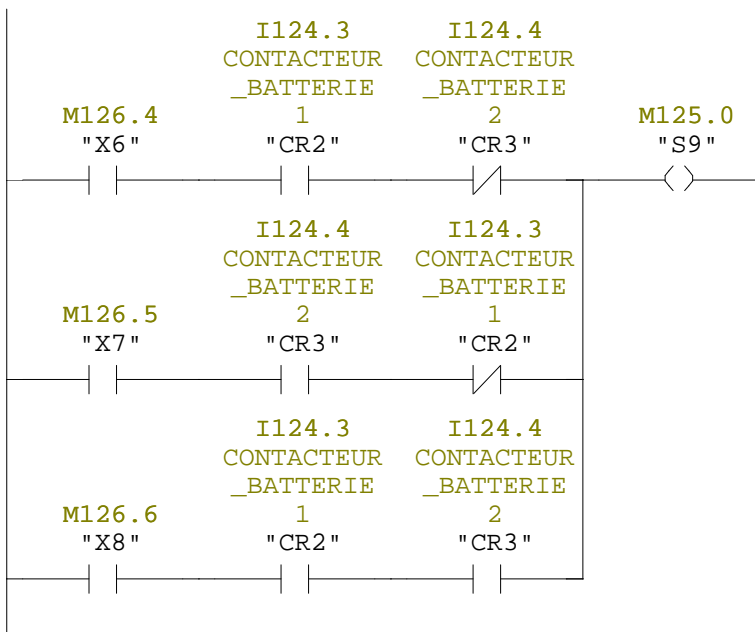 I124.3 I124.4
CONTACTEUR CONTACTEUR
_BATTERIE _BATTERIE
M126.4 1 2 M125.0
"X6" "CR2" "CR3" "S9"
I124.4 I124.3
CONTACTEUR CONTACTEUR
_BATTERIE _BATTERIE
M126.5 2 1
"X7" "CR3" "CR2"
I124.3 I124.4
CONTACTEUR CONTACTEUR
_BATTERIE _BATTERIE
M126.6 1 2
"X8" "CR2" "CR3"